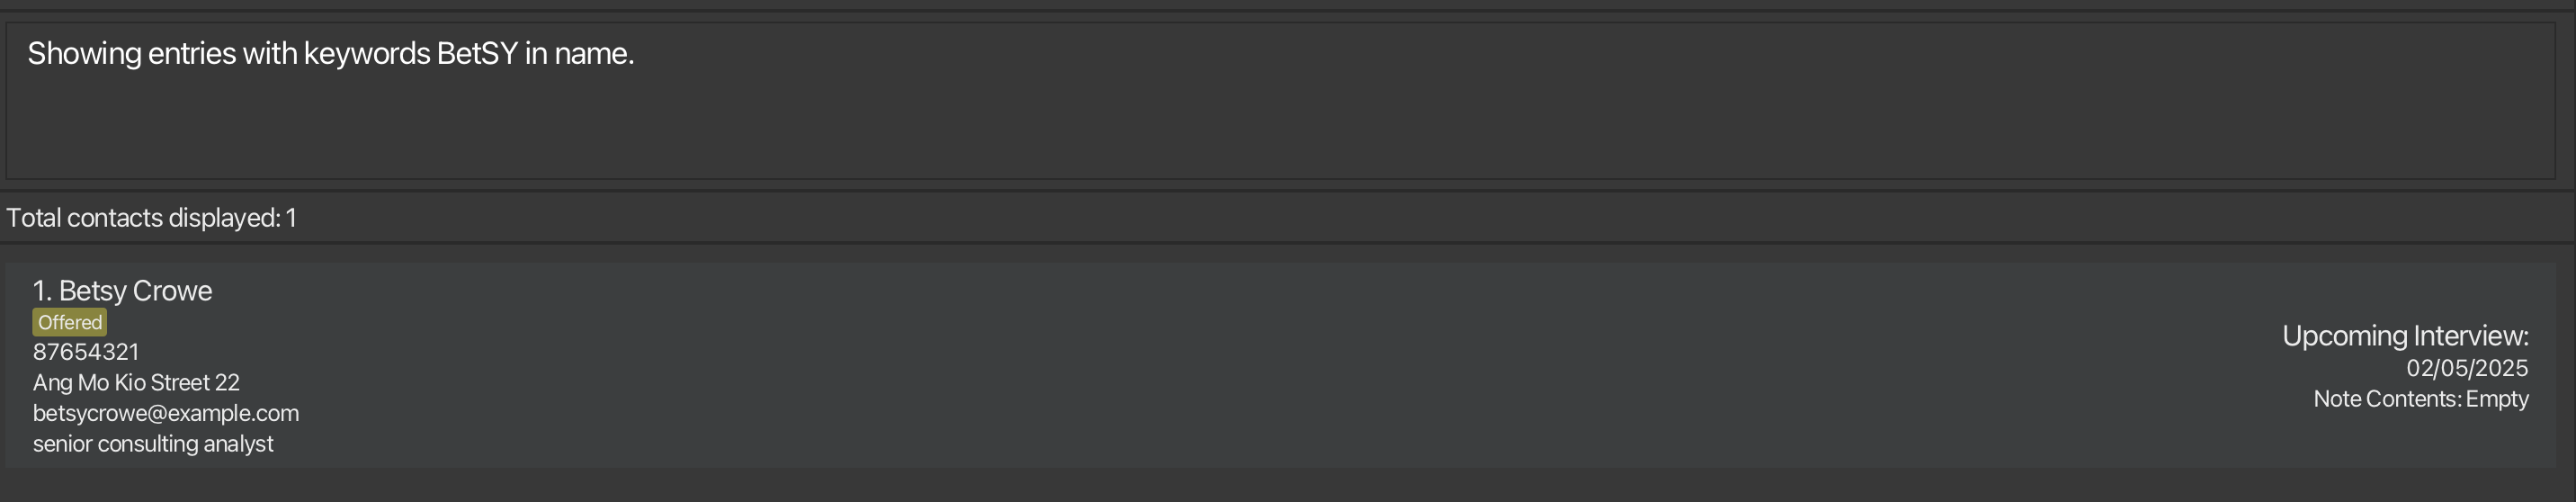 Showing entries with keywords BetSY in name.
Total contacts displayed: 1
1. Betsy Crowe
Offered
87654321
Ang Mo Kio Street 22
betsycrowe@example.com
senior consulting analyst
Upcoming Interview:
02/05/2025
Note Contents: Empty